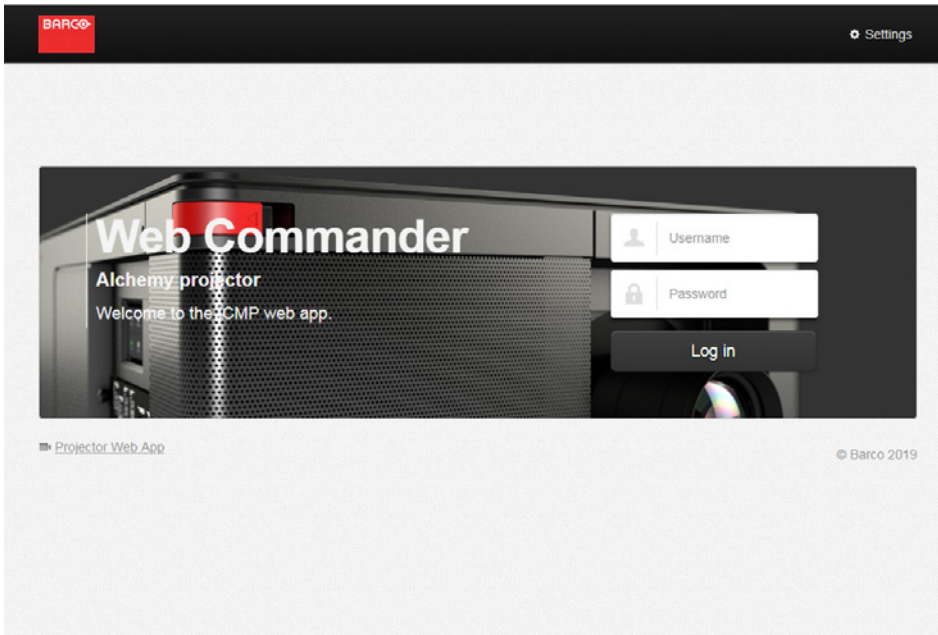 BARCO
Settings
Web Commander
Alchemy projector
Welcome to the ICMP web app.
Username
Password
Log in
Projector Web App
© Barco 2019